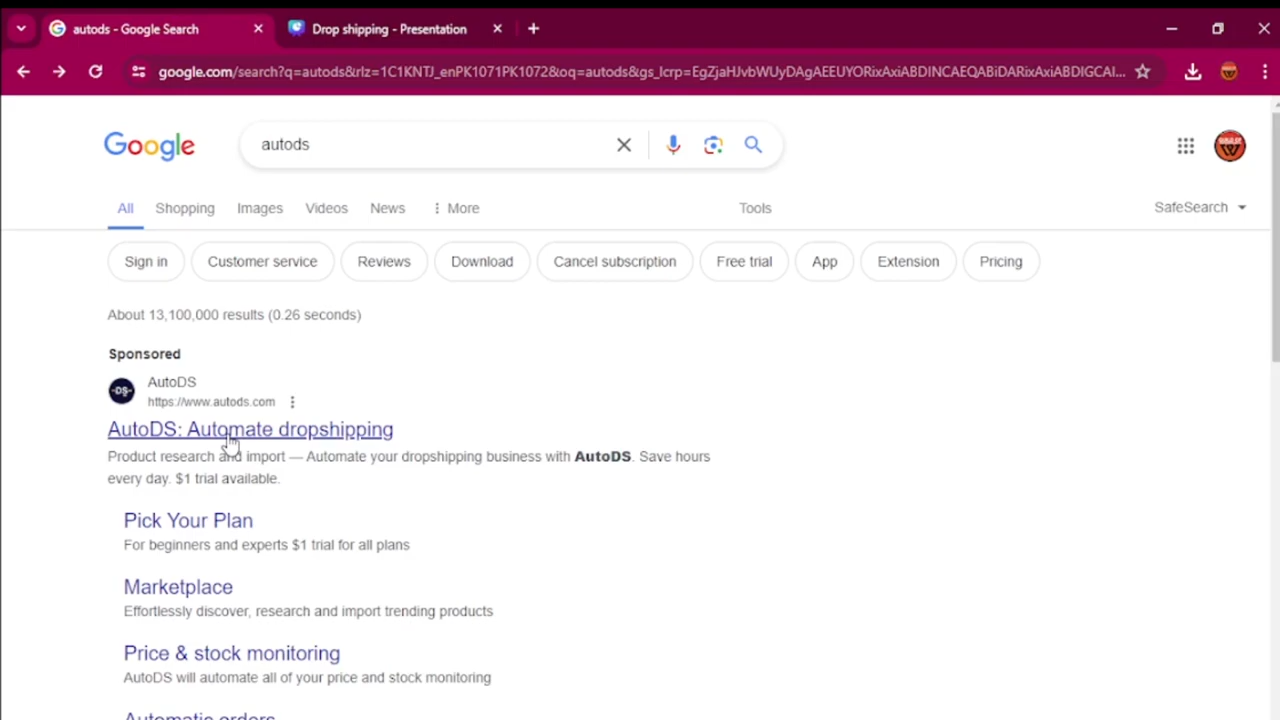 autods - Google Search
Drop shipping - Presentation
google.com/search?q=autods&rlz=1C1KNTJ_enPK1071PK1072&oq=autods&gs_lcrp=EgZjaHJvbWUyDAgAEEUYORixAxiABDINCAEQABiDARixAxiABDIGCAI...
Google
autods
All Shopping Images Videos News More Tools SafeSearch
Sign in Customer service Reviews Download Cancel subscription Free trial App Extension Pricing
About 13,100,000 results (0.26 seconds)
Sponsored
AutoDS
https://www.autods.com
AutoDS: Automate dropshipping
Product research and import — Automate your dropshipping business with AutoDS. Save hours
every day. $1 trial available.
Pick Your Plan
For beginners and experts $1 trial for all plans
Marketplace
Effortlessly discover, research and import trending products
Price & stock monitoring
AutoDS will automate all of your price and stock monitoring
Automatic orders